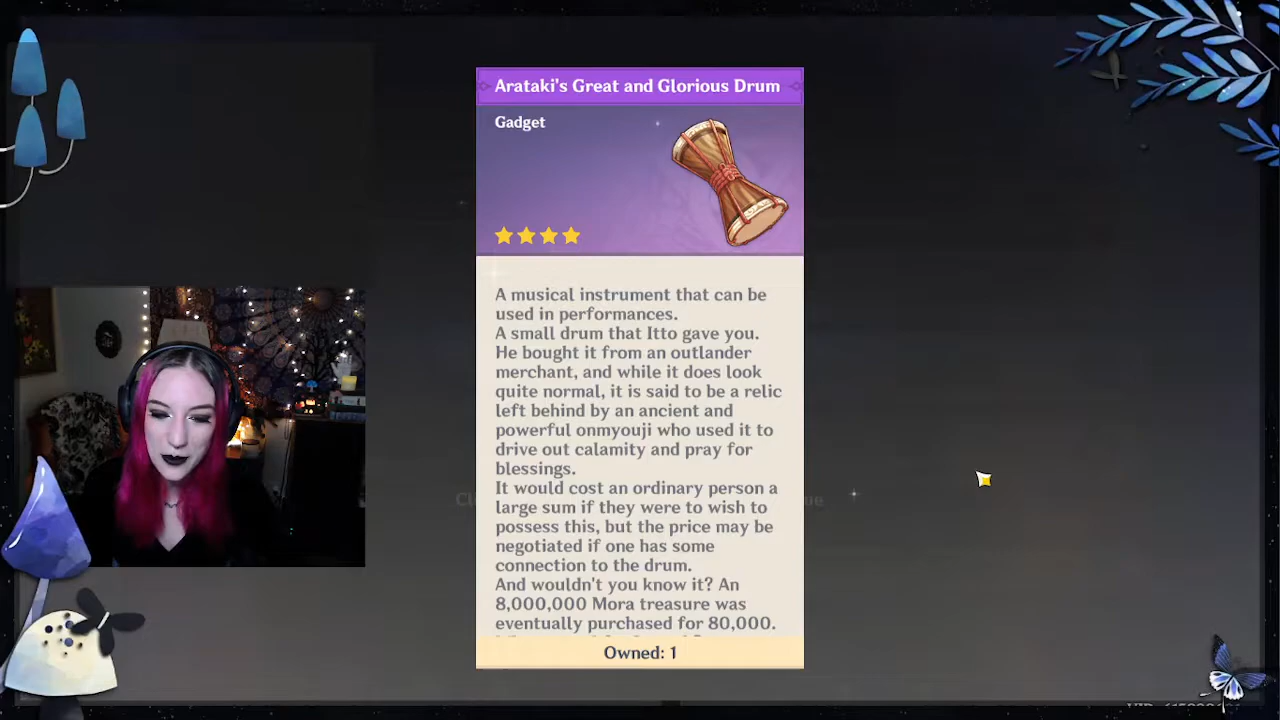 Arataki's Great and Glorious Drum
Gadget
A musical instrument that can be
used in performances.
A small drum that Itto gave you.
He bought it from an outlander
merchant, and while it does look
quite normal, it is said to be a relic
left behind by an ancient and
powerful onmyouji who used it to
drive out calamity and pray for
blessings.
It would cost an ordinary person a
large sum if they were to wish to
possess this, but the price may be
negotiated if one has some
connection to the drum.
And wouldn't you know it? An
8,000,000 Mora treasure was
eventually purchased for 80,000.
Owned: 1